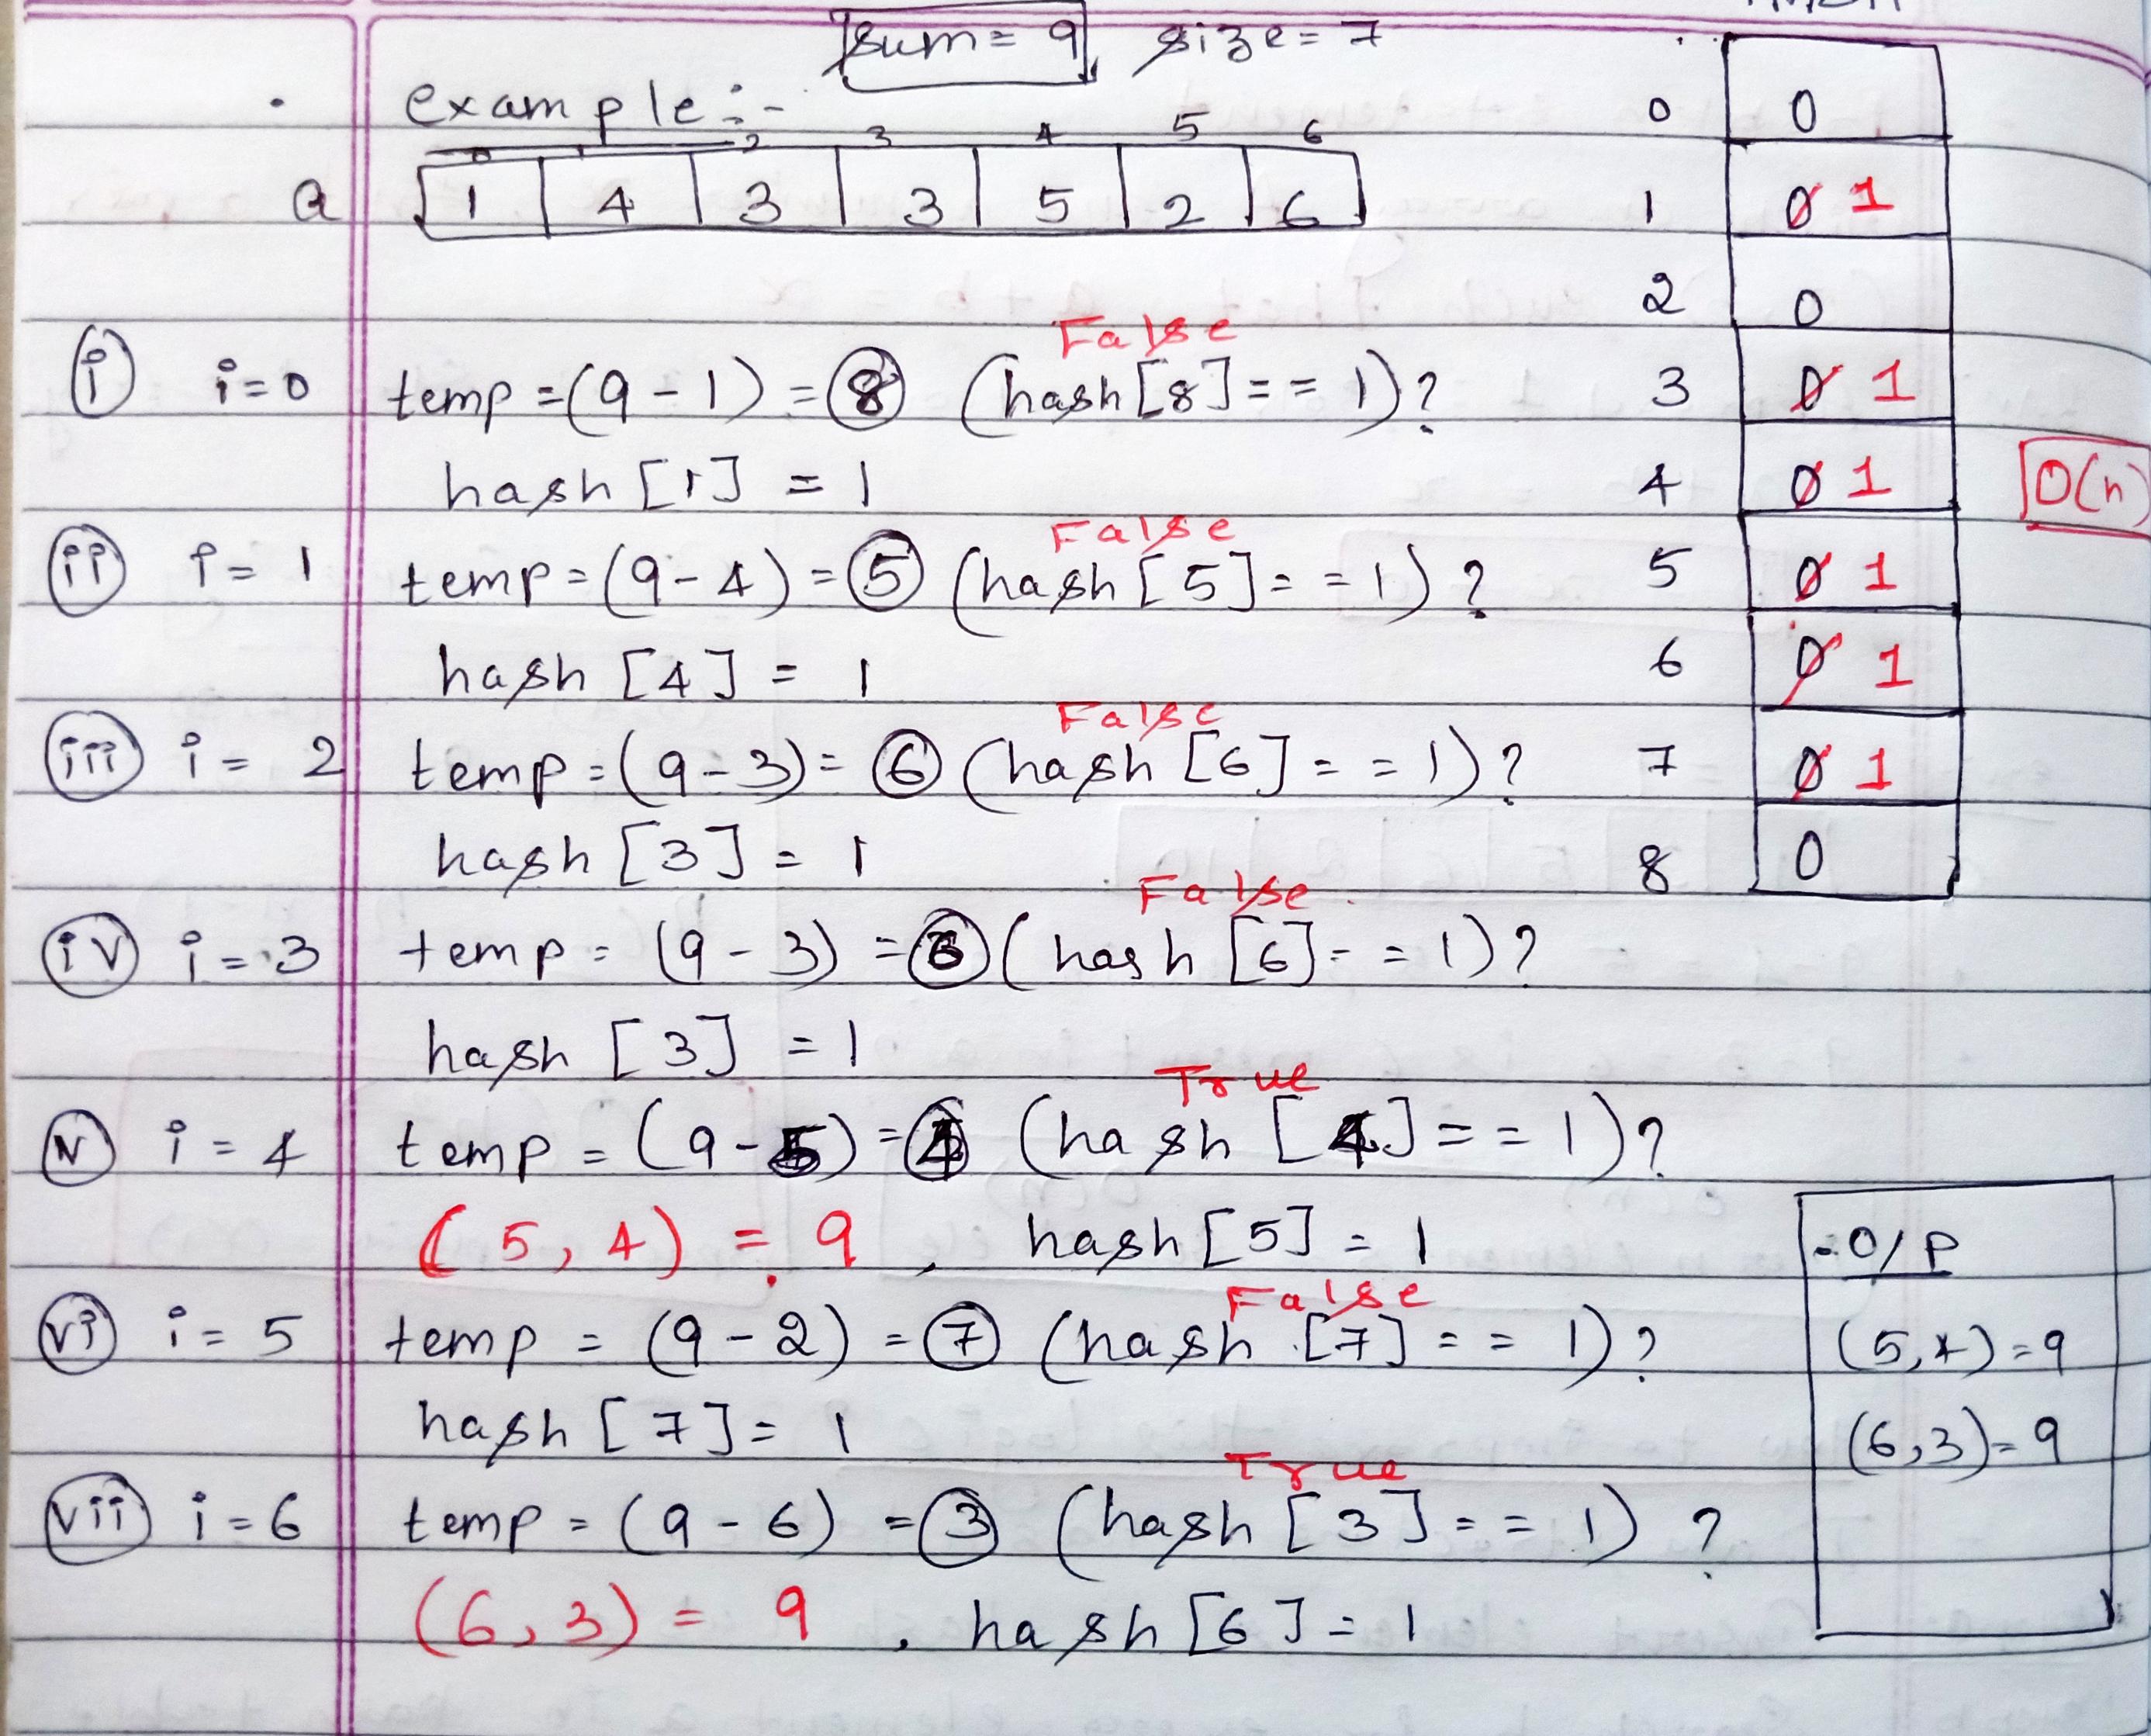 sum = 9, size = 7
example :-
0 1 2 3 4 5 6
a 1 4 3 3 5 2 6
0 0
1 0 1
2 0
3 0 1
4 0 1
5 0 1
6 0 1
7 0 1
8 0
O(n)
False
(i) i=0 temp = (9 - 1) = 8 (hash[8] == 1)?
hash[1] = 1
False
(ii) i = 1 temp = (9 - 4) = 5 (hash[5] == 1)?
hash[4] = 1
False
(iii) i = 2 temp = (9 - 3) = 6 (hash[6] == 1)?
hash[3] = 1
False
(iv) i = 3 temp = (9 - 3) = 6 (hash[6] == 1)?
hash[3] = 1
True
(v) i = 4 temp = (9 - 5) = 4 (hash[4] == 1)?
(5, 4) = 9, hash[5] = 1
False
(vi) i = 5 temp = (9 - 2) = 7 (hash[7] == 1)?
hash[7] = 1
True
(vii) i = 6 temp = (9 - 6) = 3 (hash[3] == 1)?
(6, 3) = 9, hash[6] = 1
O/P
(5,4) = 9
(6,3) = 9